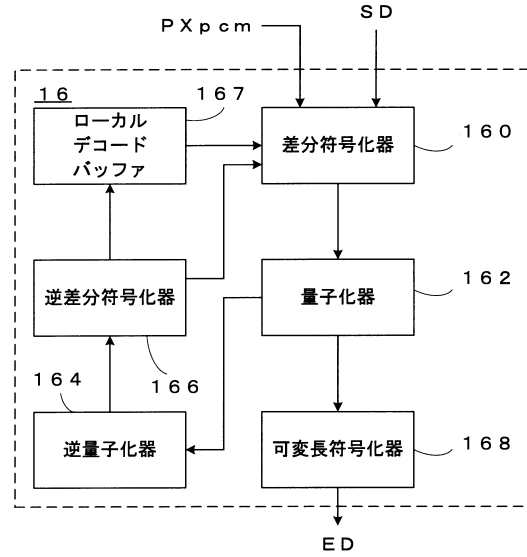 ＰＸｐｃｍ
ＳＤ
１６
１６７
ローカル
デコード
バッファ
差分符号化器
１６０
逆差分符号化器
１６６
量子化器
１６２
１６４
逆量子化器
可変長符号化器
１６８
ＥＤ